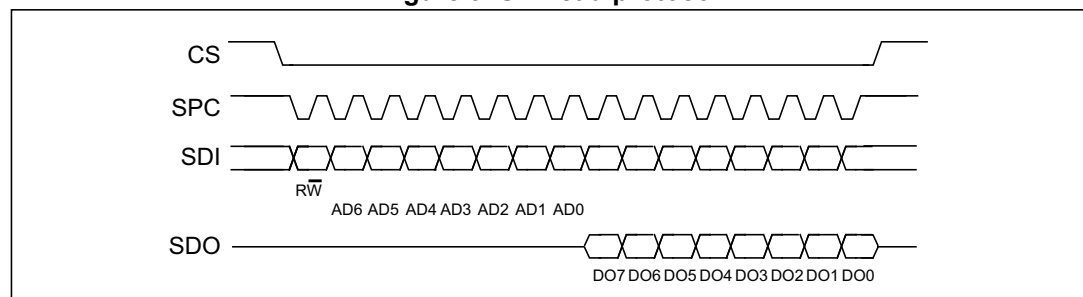 CS
SPC
SDI
RW̅
AD6 AD5 AD4 AD3 AD2 AD1 AD0
SDO
DO7 DO6 DO5 DO4 DO3 DO2 DO1 DO0